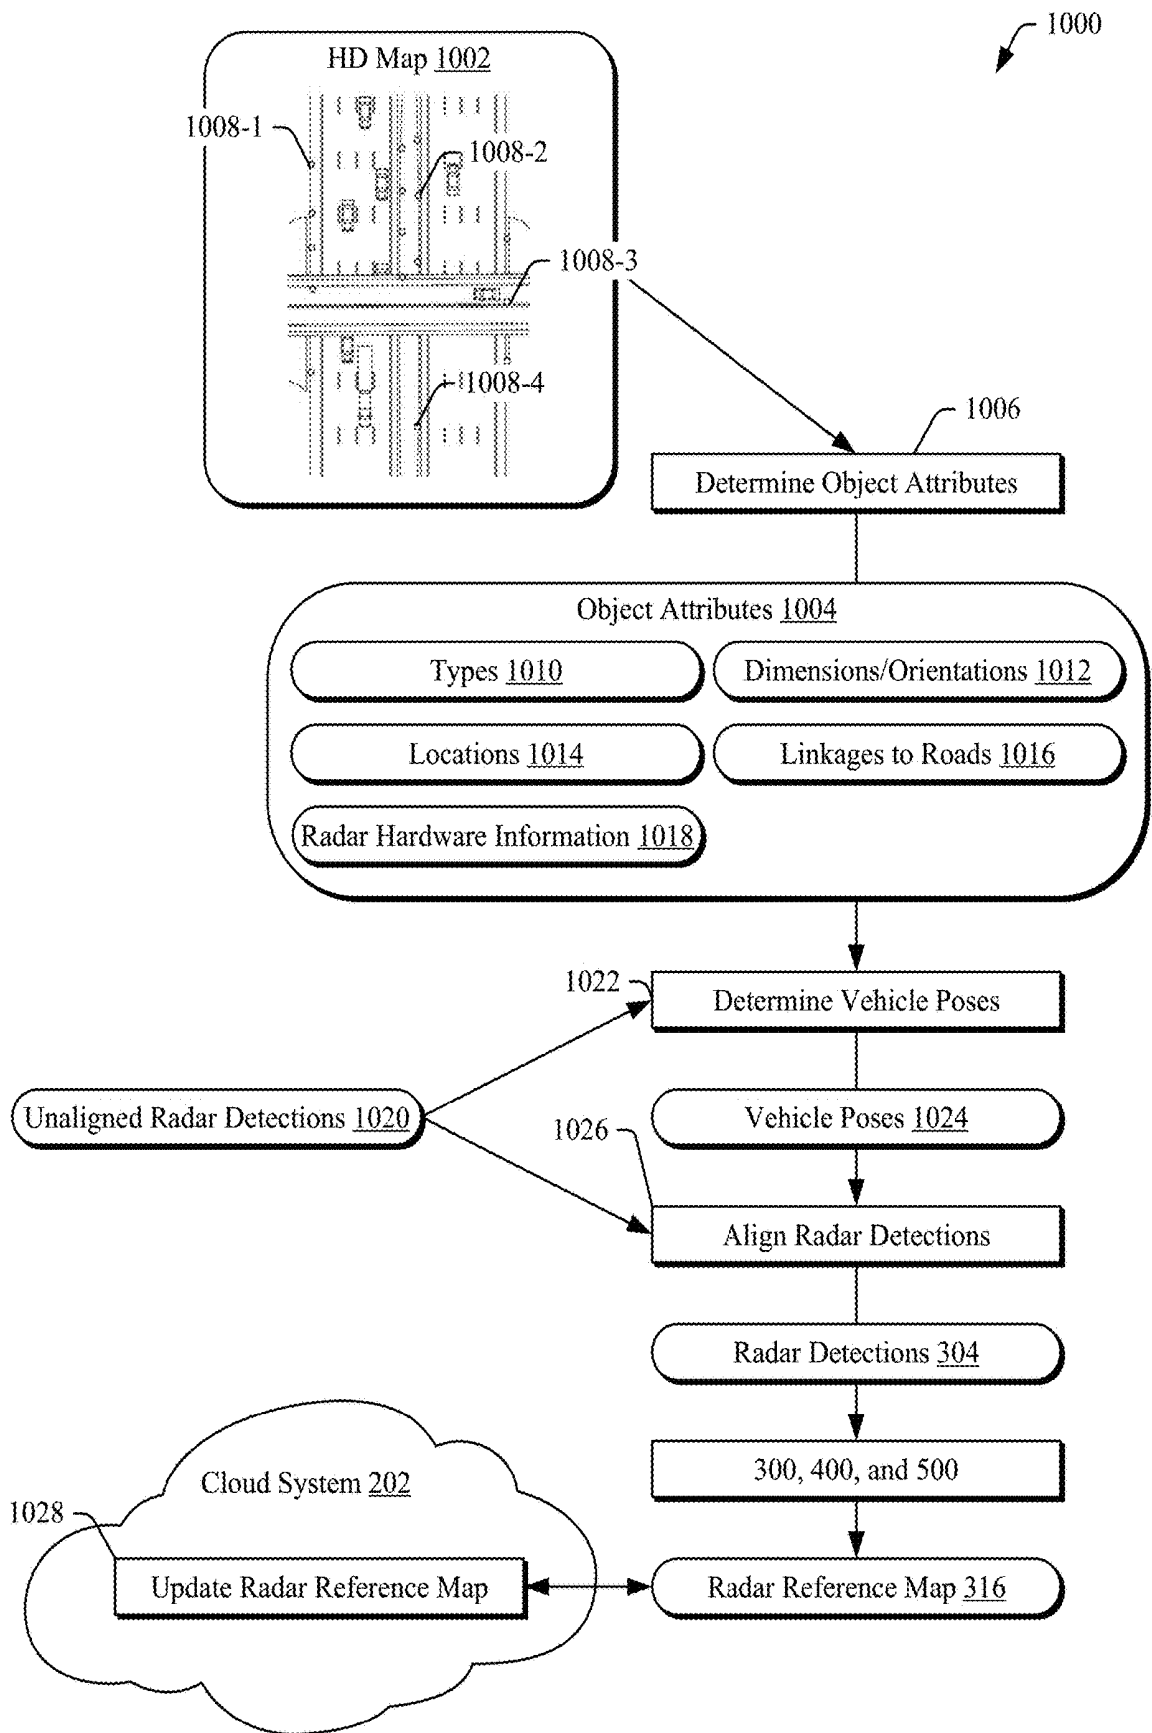 1000
HD Map 1002
1008-1
1008-2
1008-3
1008-4
1006
Determine Object Attributes
Object Attributes 1004
Types 1010
Dimensions/Orientations 1012
Locations 1014
Linkages to Roads 1016
Radar Hardware Information 1018
1022
Determine Vehicle Poses
Unaligned Radar Detections 1020
Vehicle Poses 1024
1026
Align Radar Detections
Radar Detections 304
300, 400, and 500
Cloud System 202
1028
Update Radar Reference Map
Radar Reference Map 316